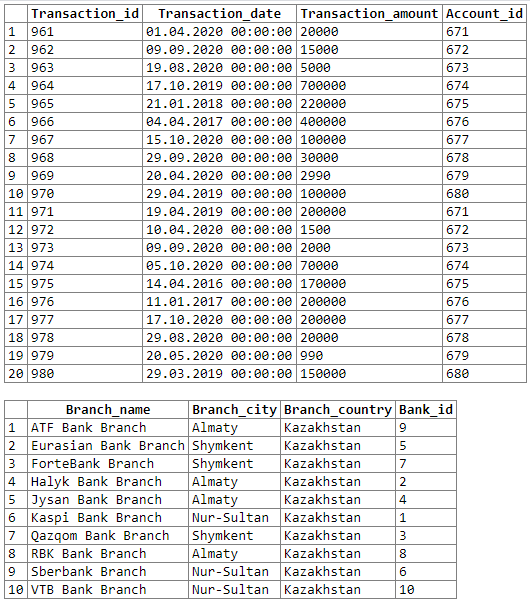 Transaction_id Transaction_date Transaction_amount Account_id
1 961 01.04.2020 00:00:00 20000 671
2 962 09.09.2020 00:00:00 15000 672
3 963 19.08.2020 00:00:00 5000 673
4 964 17.10.2019 00:00:00 700000 674
5 965 21.01.2018 00:00:00 220000 675
6 966 04.04.2017 00:00:00 400000 676
7 967 15.10.2020 00:00:00 100000 677
8 968 29.09.2020 00:00:00 30000 678
9 969 20.04.2020 00:00:00 2990 679
10 970 29.04.2019 00:00:00 100000 680
11 971 19.04.2019 00:00:00 200000 671
12 972 10.04.2020 00:00:00 1500 672
13 973 09.09.2020 00:00:00 2000 673
14 974 05.10.2020 00:00:00 70000 674
15 975 14.04.2016 00:00:00 170000 675
16 976 11.01.2017 00:00:00 200000 676
17 977 17.10.2020 00:00:00 200000 677
18 978 29.08.2020 00:00:00 20000 678
19 979 20.05.2020 00:00:00 990 679
20 980 29.03.2019 00:00:00 150000 680
Branch_name Branch_city Branch_country Bank_id
1 ATF Bank Branch Almaty Kazakhstan 9
2 Eurasian Bank Branch Shymkent Kazakhstan 5
3 ForteBank Branch Shymkent Kazakhstan 7
4 Halyk Bank Branch Almaty Kazakhstan 2
5 Jysan Bank Branch Almaty Kazakhstan 4
6 Kaspi Bank Branch Nur-Sultan Kazakhstan 1
7 Qazqom Bank Branch Shymkent Kazakhstan 3
8 RBK Bank Branch Almaty Kazakhstan 8
9 Sberbank Branch Nur-Sultan Kazakhstan 6
10 VTB Bank Branch Nur-Sultan Kazakhstan 10